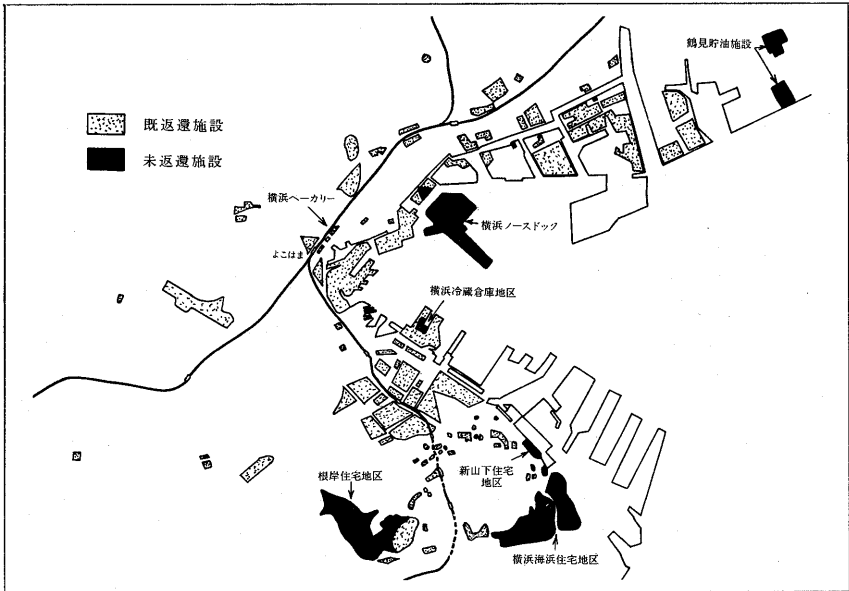 鶴見貯油施設
既返還施設
未返還施設
横浜ベーカリー
横浜ノースドック
よこはま
横浜冷蔵倉庫地区
新山下住宅
地区
根岸住宅地区
横浜海浜住宅地区